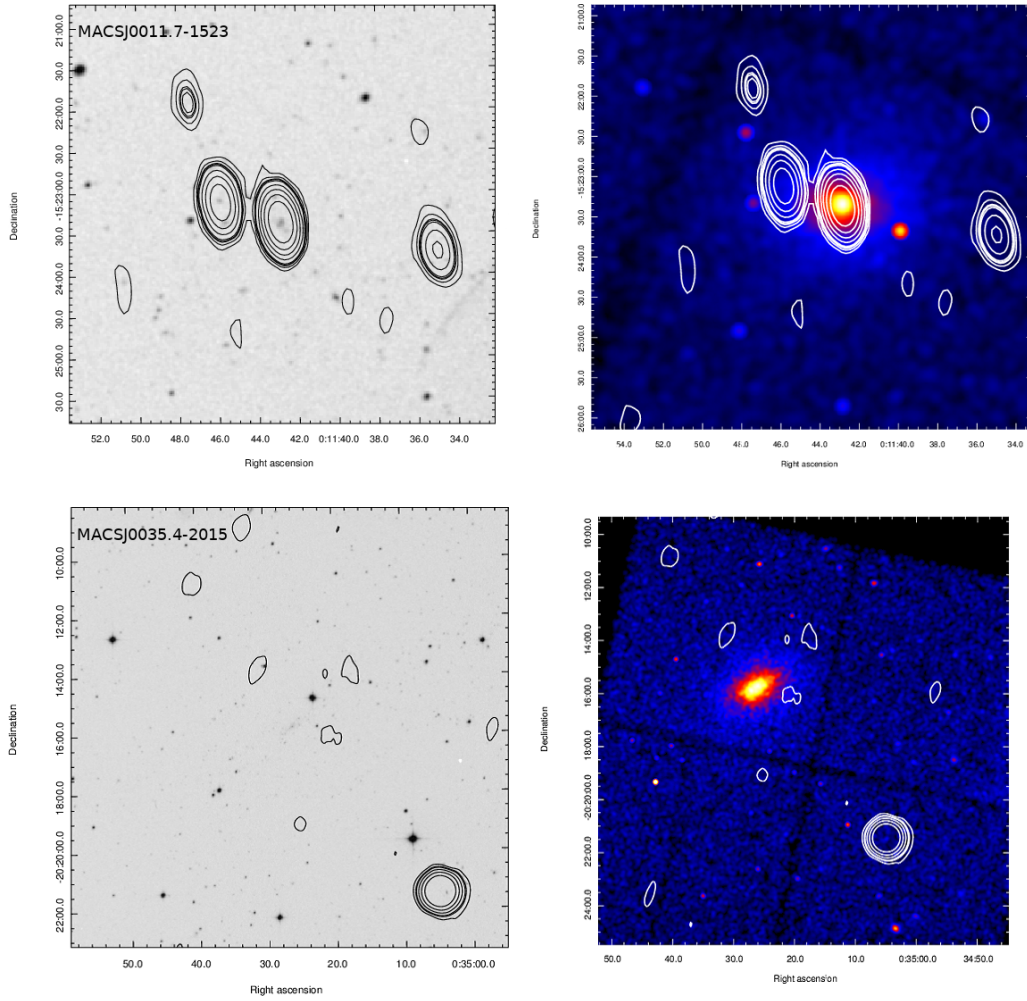 MACSJ0011.7-1523
21:00.0
30.0
22:00.0
30.0
-15:23:00.0
30.0
24:00.0
30.0
25:00.0
30.0
Declination
52.0 50.0 48.0 46.0 44.0 42.0 0:11:40.0 38.0 36.0 34.0
Right ascension
21:00.0
30.0
22:00.0
30.0
-15:23:00.0
30.0
24:00.0
30.0
25:00.0
30.0
26:00.0
Declination
54.0 52.0 50.0 48.0 46.0 44.0 42.0 0:11:40.0 38.0 36.0 34.0
Right ascension
MACSJ0035.4-2015
10:00.0
12:00.0
14:00.0
16:00.0
18:00.0
-20:20:00.0
22:00.0
Declination
50.0 40.0 30.0 20.0 10.0 0:35:00.0
Right ascension
10:00.0
12:00.0
14:00.0
16:00.0
18:00.0
-20:20:00.0
22:00.0
24:00.0
Declination
50.0 40.0 30.0 20.0 10.0 0:35:00.0 34:50.0
Right ascension